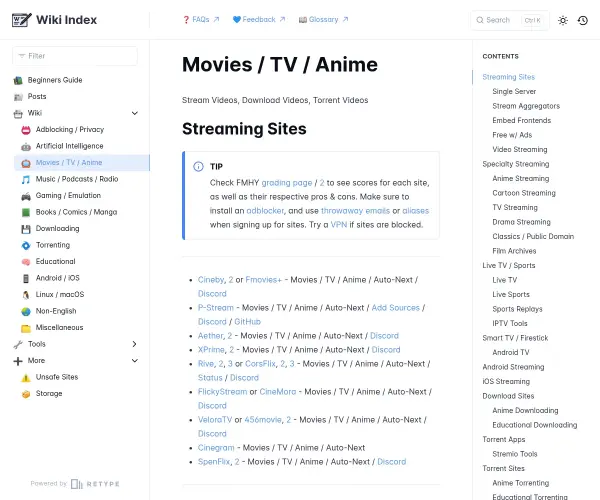 Wiki Index
❓ FAQs ↗
💙 Feedback ↗
📖 Glossary ↗
Search
Ctrl K
Filter
Beginners Guide
Posts
Wiki
Adblocking / Privacy
Artificial Intelligence
Movies / TV / Anime
Music / Podcasts / Radio
Gaming / Emulation
Books / Comics / Manga
Downloading
Torrenting
Educational
Android / iOS
Linux / macOS
Non-English
Miscellaneous
Tools
More
Unsafe Sites
Storage
Powered by RETYPE
Movies / TV / Anime
Stream Videos, Download Videos, Torrent Videos
Streaming Sites
TIP
Check FMHY grading page / 2 to see scores for each site,
as well as their respective pros & cons. Make sure to
install an adblocker, and use throwaway emails or aliases
when signing up for sites. Try a VPN if sites are blocked.
• Cineby, 2 or Fmovies+ - Movies / TV / Anime / Auto-Next /
Discord
• P-Stream - Movies / TV / Anime / Auto-Next / Add Sources /
Discord / GitHub
• Aether, 2 - Movies / TV / Anime / Auto-Next / Discord
• XPrime, 2 - Movies / TV / Anime / Auto-Next / Discord
• Rive, 2, 3 or CorsFlix, 2, 3 - Movies / TV / Anime / Auto-Next /
Status / Discord
• FlickyStream or CineMora - Movies / TV / Anime / Auto-Next /
Discord
• VeloraTV or 456movie, 2 - Movies / TV / Anime / Auto-Next /
Discord
• Cinegram - Movies / TV / Anime / Auto-Next
• SpenFlix, 2 - Movies / TV / Anime / Auto-Next / Discord
CONTENTS
Streaming Sites
Single Server
Stream Aggregators
Embed Frontends
Free w/ Ads
Video Streaming
Specialty Streaming
Anime Streaming
Cartoon Streaming
TV Streaming
Drama Streaming
Classics / Public Domain
Film Archives
Live TV / Sports
Live TV
Live Sports
Sports Replays
IPTV Tools
Smart TV / Firestick
Android TV
Android Streaming
iOS Streaming
Download Sites
Anime Downloading
Educational Downloading
Torrent Apps
Stremio Tools
Torrent Sites
Anime Torrenting
Educational Torrenting